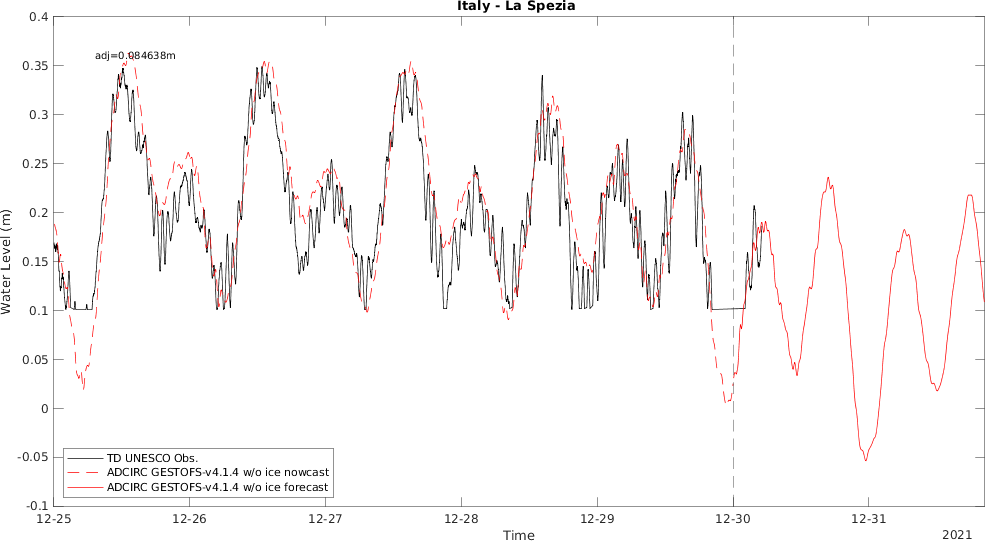 Italy - La Spezia
adj=0.084638m
0.4
0.35
0.3
0.25
0.2
0.15
0.1
0.05
0
-0.05
-0.1
Water Level (m)
TD UNESCO Obs.
ADCIRC GESTOFS-v4.1.4 w/o ice nowcast
ADCIRC GESTOFS-v4.1.4 w/o ice forecast
12-25 12-26 12-27 12-28 12-29 12-30 12-31
Time
2021